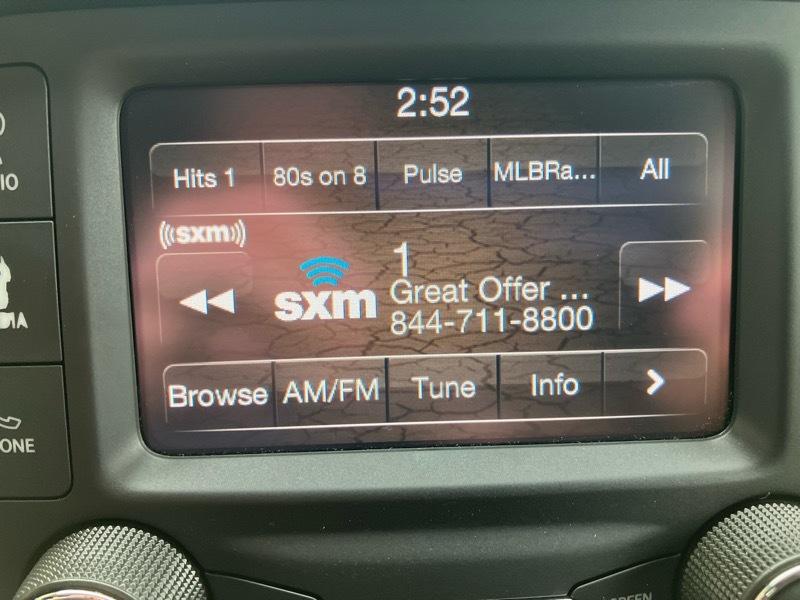 2:52
Hits 1 80s on 8 Pulse MLBRa... All
((sxm))
1
sxm Great Offer ...
844-711-8800
Browse AM/FM Tune Info >